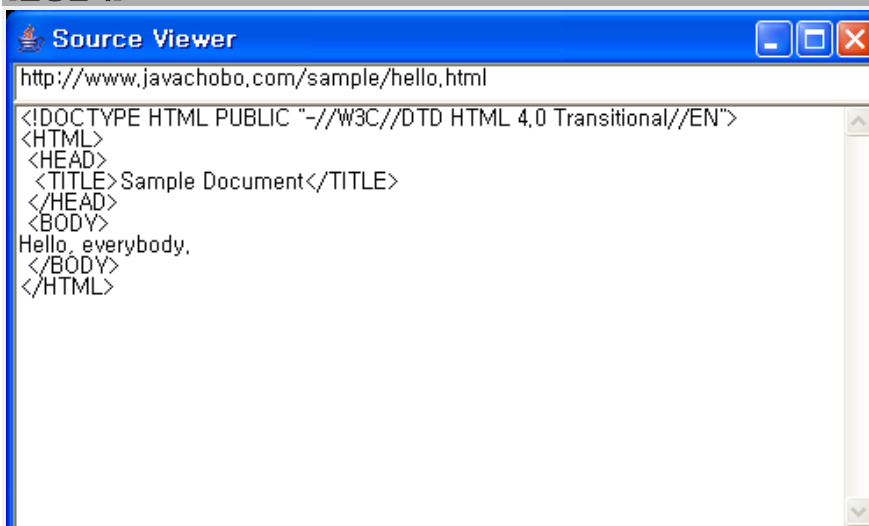 Source Viewer
http://www.javachobo.com/sample/hello.html
<!DOCTYPE HTML PUBLIC "-//W3C//DTD HTML 4.0 Transitional//EN">
<HTML>
<HEAD>
<TITLE>Sample Document</TITLE>
</HEAD>
<BODY>
Hello, everybody.
</BODY>
</HTML>